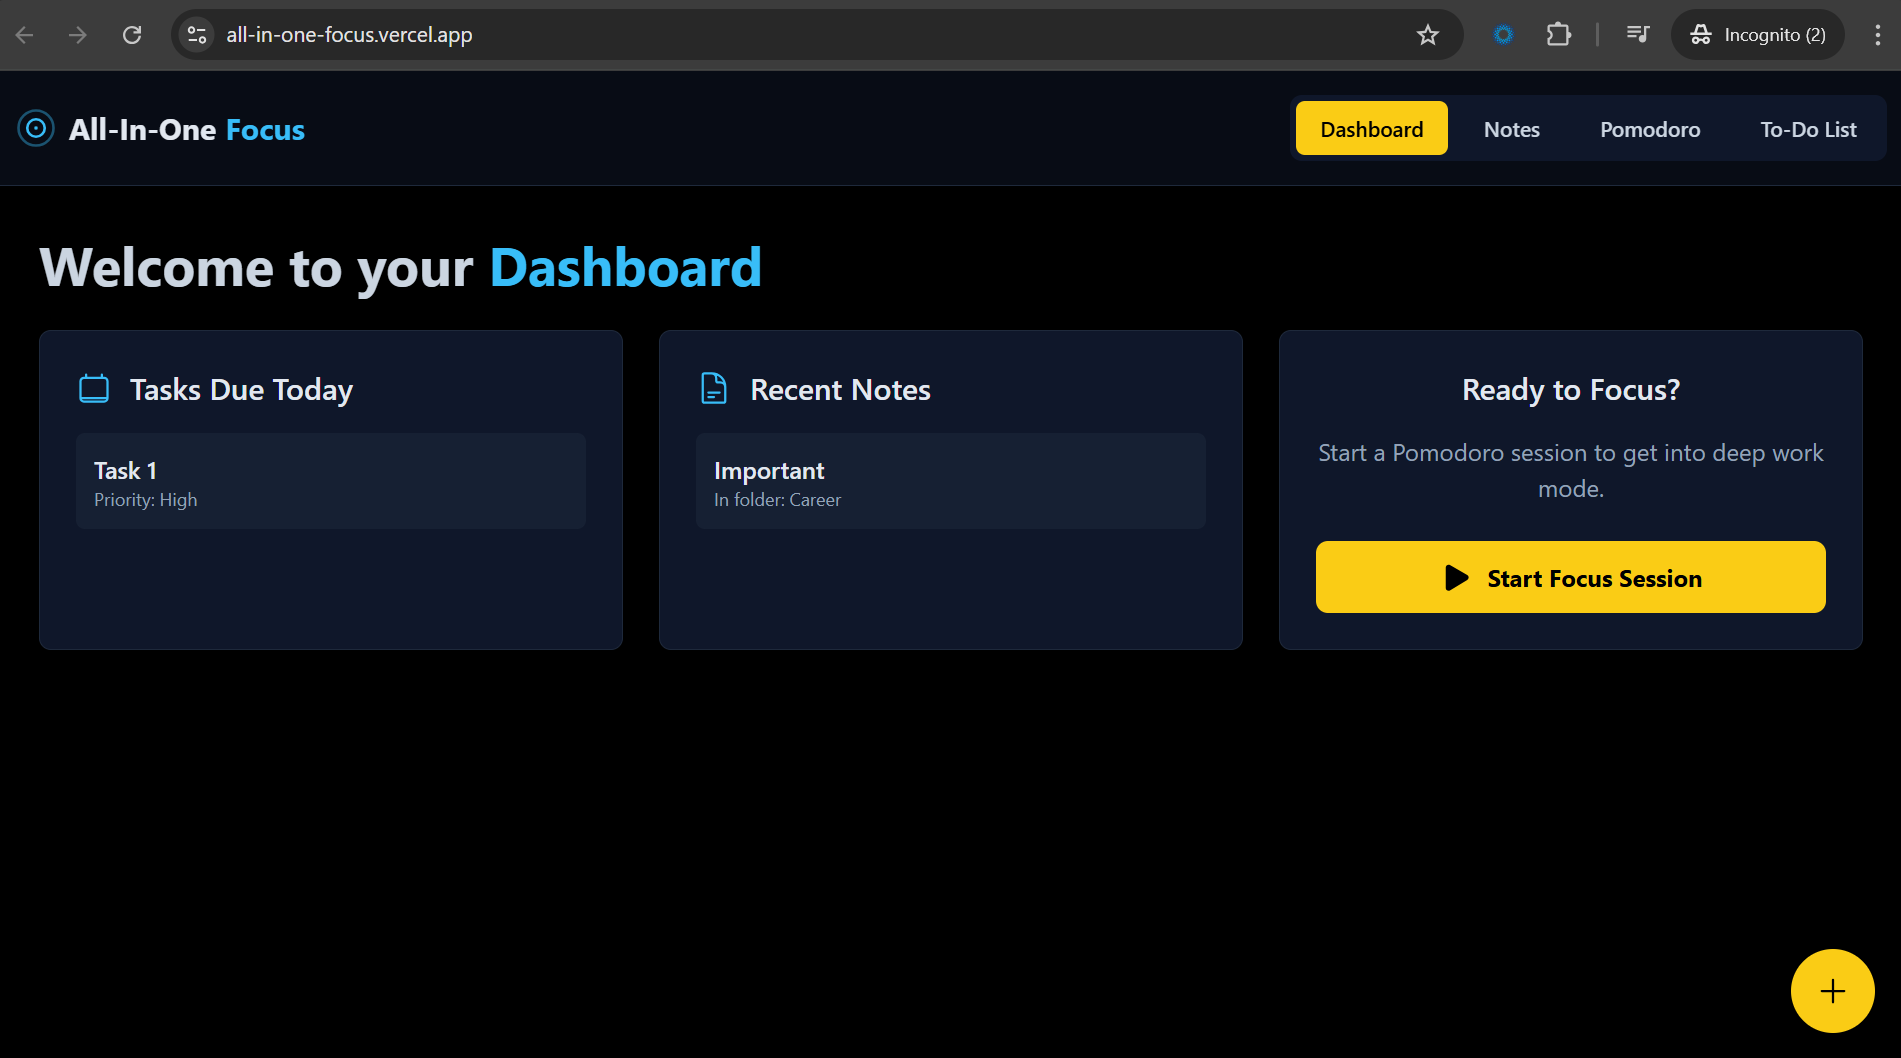 all-in-one-focus.vercel.app
Incognito (2)
All-In-One Focus
Dashboard
Notes
Pomodoro
To-Do List
Welcome to your Dashboard
Tasks Due Today
Task 1
Priority: High
Recent Notes
Important
In folder: Career
Ready to Focus?
Start a Pomodoro session to get into deep work
mode.
Start Focus Session